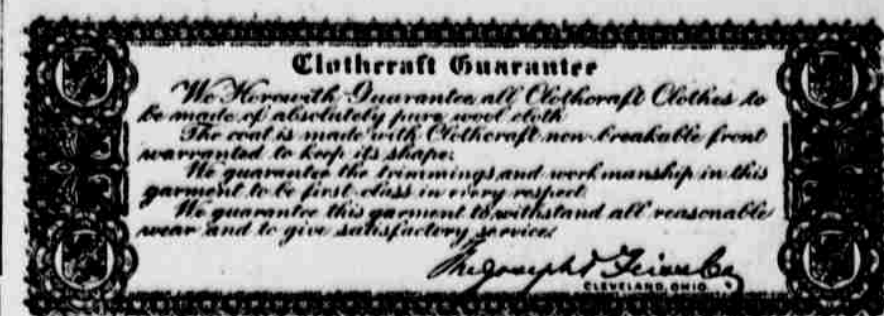 Clothcraft Guarantee
We Herewith Guarantee all Clothcraft Clothes to
be made of absolutely pure wool cloth
The coat is made with Clothcraft non-breakable front
warranted to keep its shape.
We guarantee the trimmings and workmanship in this
garment to be first-class in every respect
We guarantee this garment to withstand all reasonable
wear and to give satisfactory service.
The Joseph & Feiss Co
CLEVELAND, OHIO.